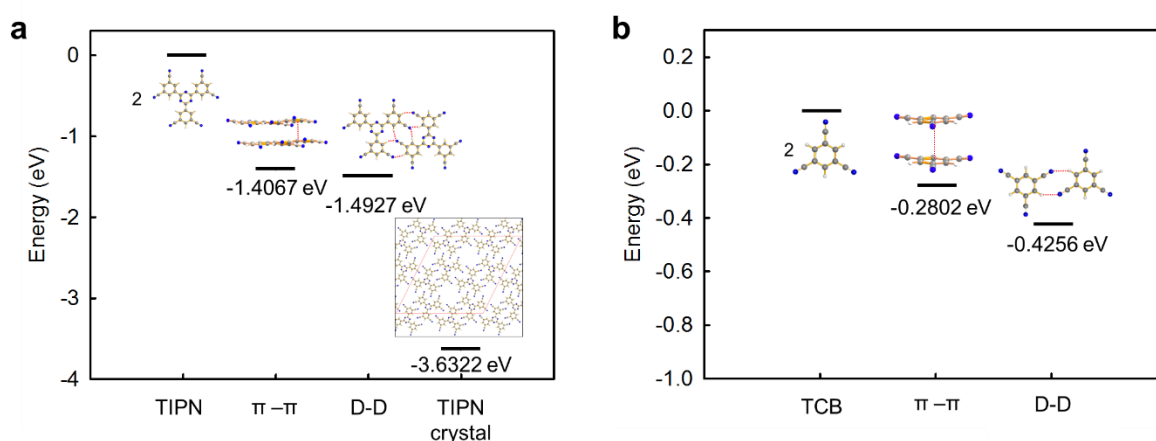 a
Energy (eV)
0
-1
-2
-3
-4
2
-1.4067 eV
-1.4927 eV
-3.6322 eV
TIPN
π –π
D-D
TIPN
crystal
b
Energy (eV)
0.2
0.0
-0.2
-0.4
-0.6
-0.8
-1.0
2
-0.2802 eV
-0.4256 eV
TCB
π –π
D-D